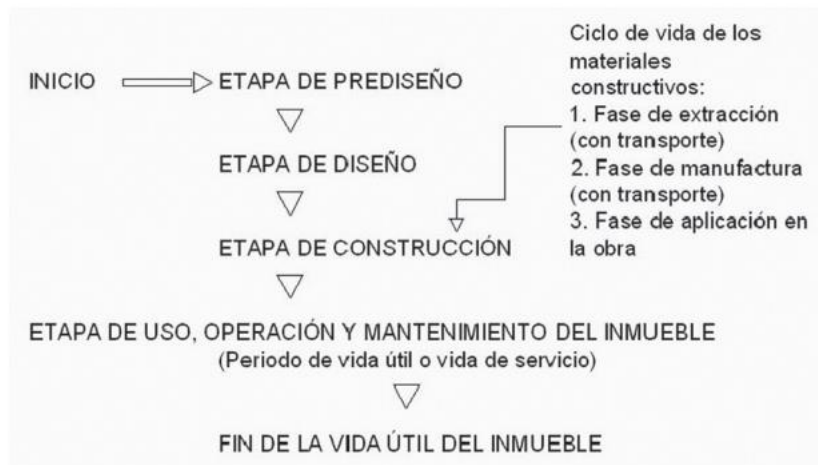 INICIO
ETAPA DE PREDISEÑO
ETAPA DE DISEÑO
ETAPA DE CONSTRUCCIÓN
Ciclo de vida de los
materiales
constructivos:
1. Fase de extracción
(con transporte)
2. Fase de manufactura
(con transporte)
3. Fase de aplicación en
la obra
ETAPA DE USO, OPERACIÓN Y MANTENIMIENTO DEL INMUEBLE
(Periodo de vida útil o vida de servicio)
FIN DE LA VIDA ÚTIL DEL INMUEBLE